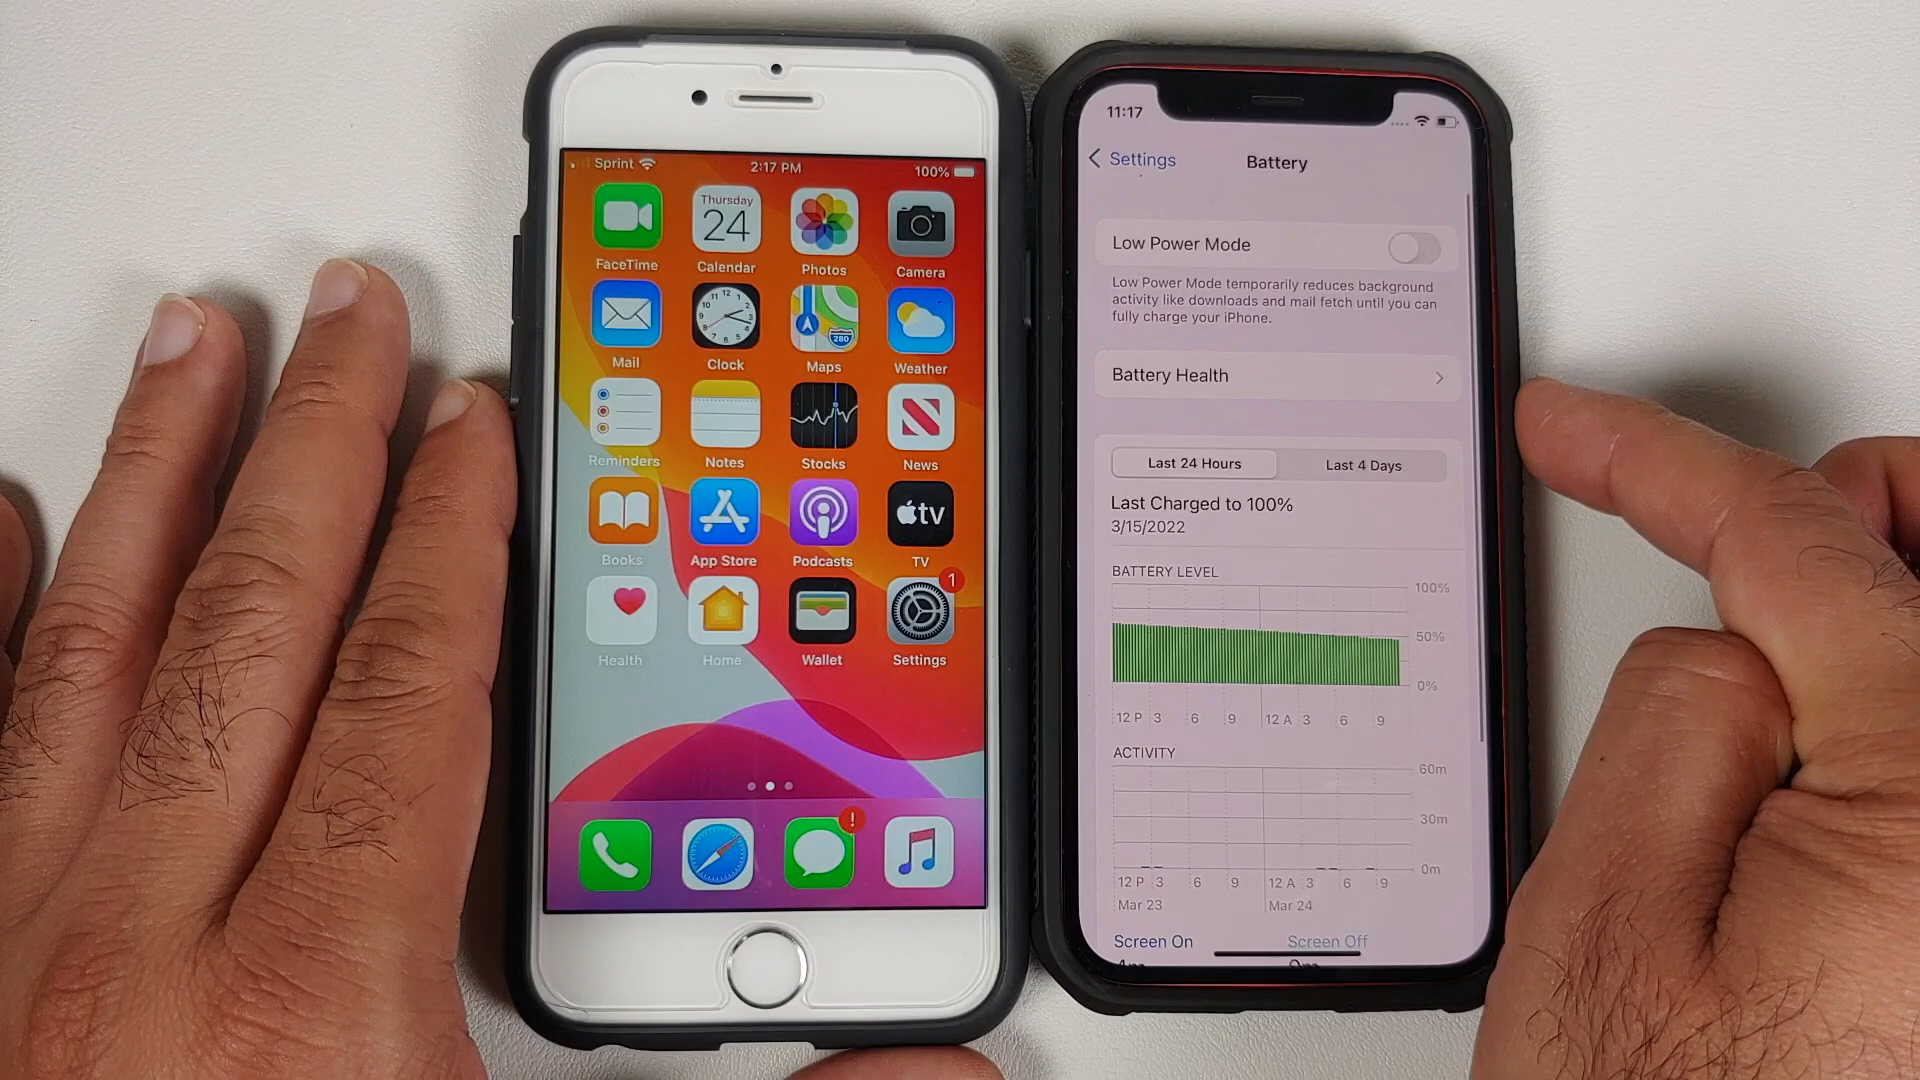 Sprint 2:17 PM 100%
Thursday
24
280
FaceTime Calendar Photos Camera
Mail Clock Maps Weather
Reminders Notes Stocks News
tv
Books App Store Podcasts TV
1
Health Home Wallet Settings
!
11:17
Settings Battery
Low Power Mode
Low Power Mode temporarily reduces background
activity like downloads and mail fetch until you can
fully charge your iPhone.
Battery Health
Last 24 Hours Last 4 Days
Last Charged to 100%
3/15/2022
BATTERY LEVEL
100%
50%
0%
12 P 3 6 9 12 A 3 6 9
ACTIVITY
60m
30m
0m
12 P 3 6 9 12 A 3 6 9
Mar 23 Mar 24
Screen On Screen Off